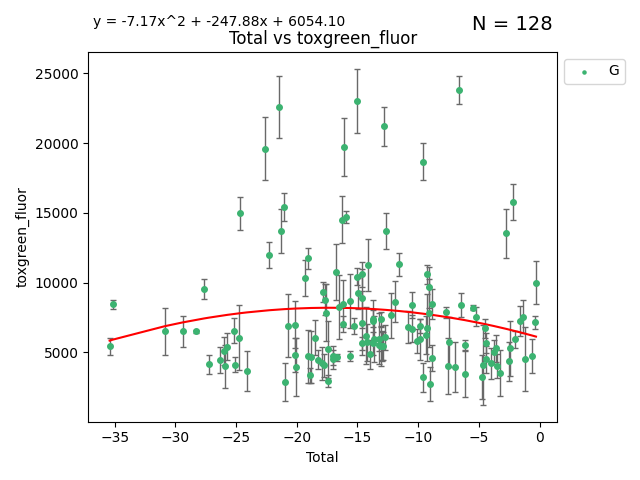 y = -7.17x^2 + -247.88x + 6054.10
N = 128
Total vs toxgreen_fluor
G
25000
20000
15000
10000
5000
toxgreen_fluor
−35 −30 −25 −20 −15 −10 −5 0
Total